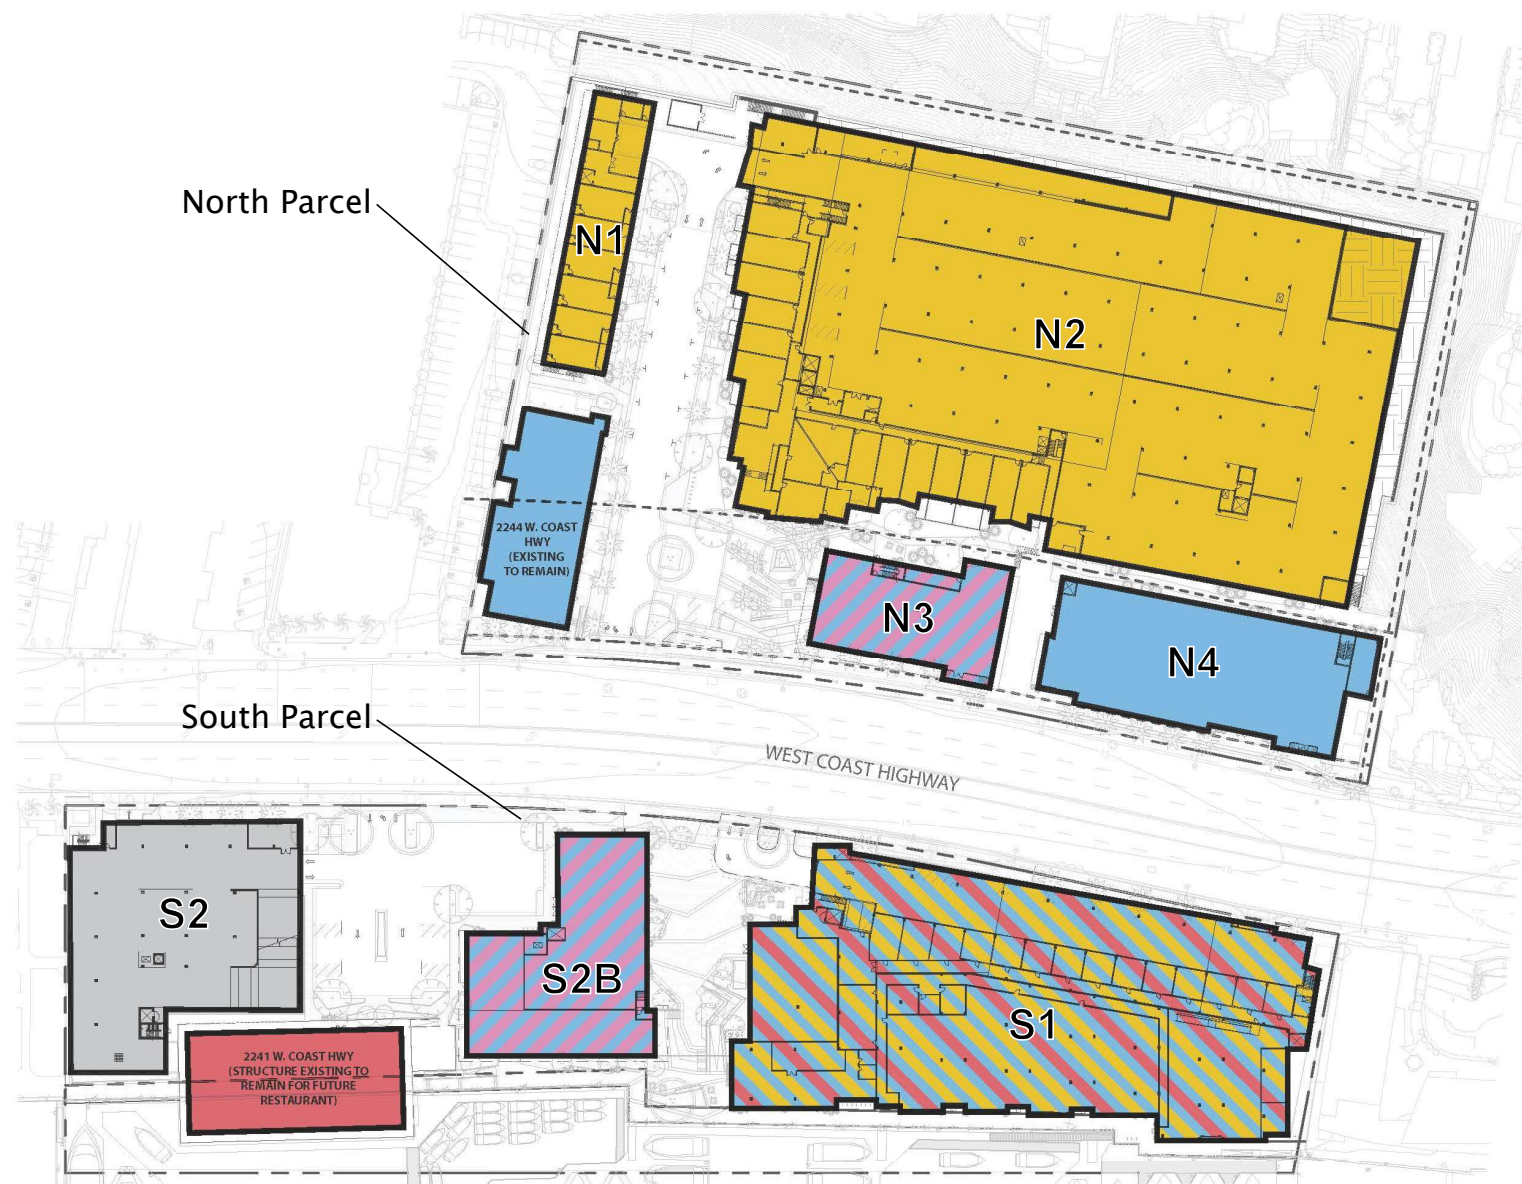 North Parcel
N1
N2
2244 W. COAST
HWY
(EXISTING
TO REMAIN)
N3
N4
South Parcel
WEST COAST HIGHWAY
S2
S2B
S1
2241 W. COAST HWY
(STRUCTURE EXISTING TO
REMAIN FOR FUTURE
RESTAURANT)